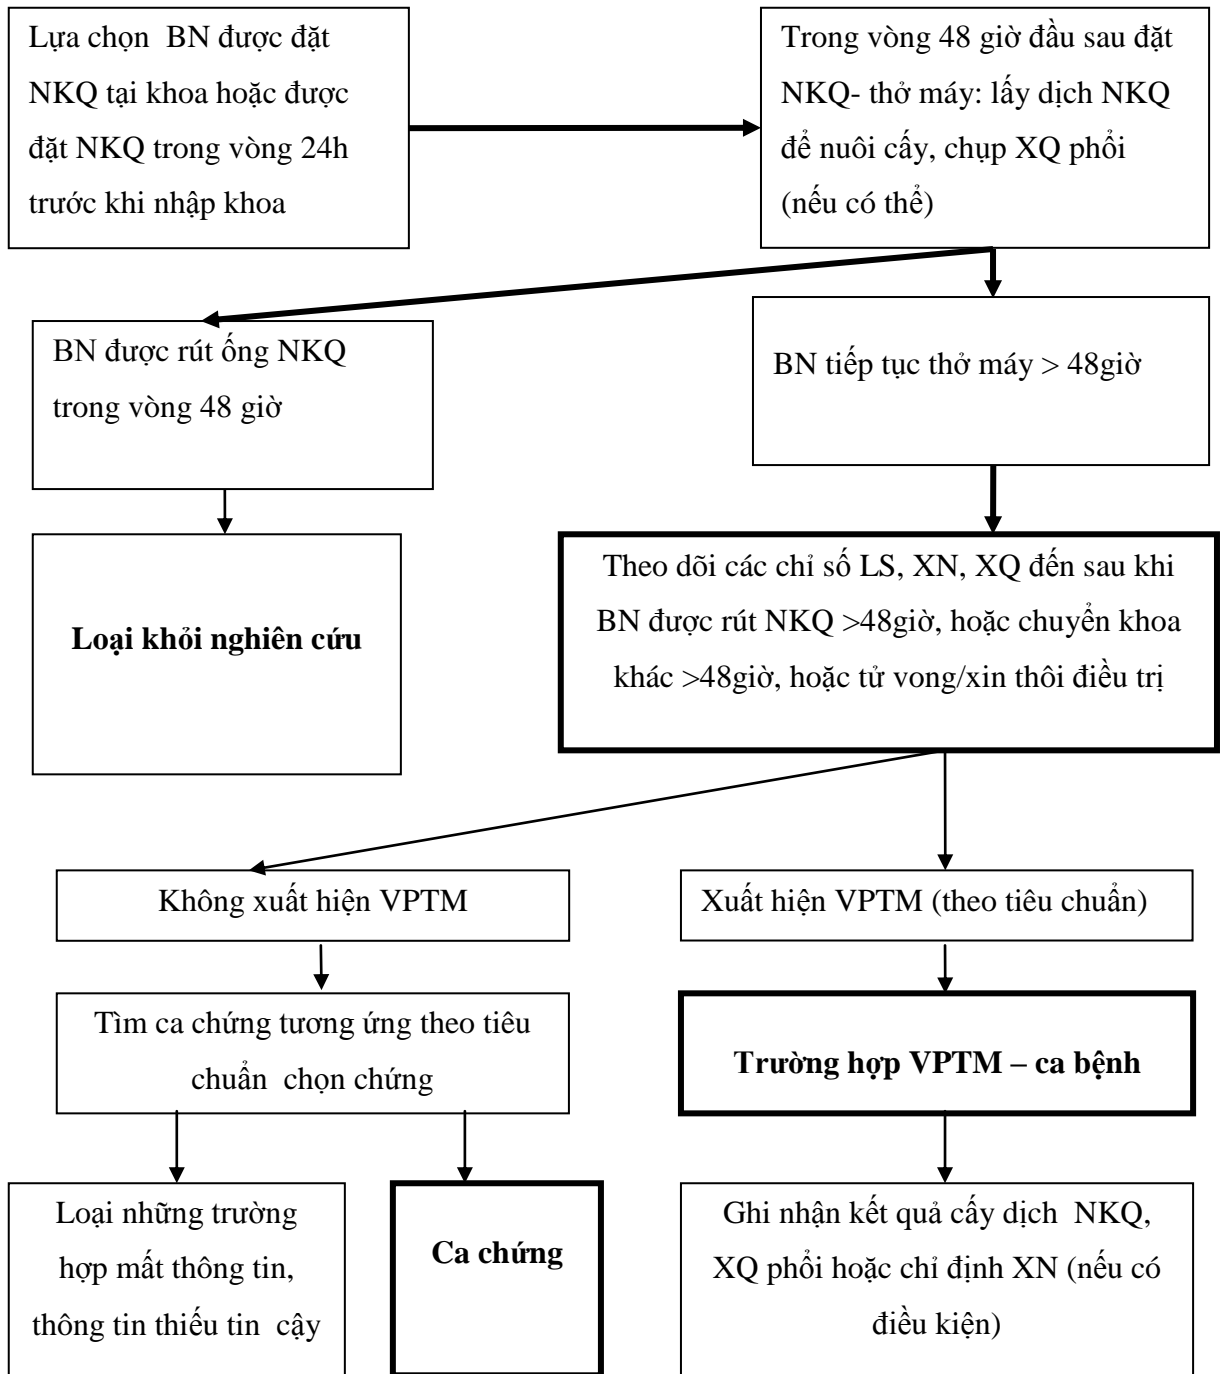 Lựa chọn BN được đặt
NKQ tại khoa hoặc được
đặt NKQ trong vòng 24h
trước khi nhập khoa
Trong vòng 48 giờ đầu sau đặt
NKQ- thở máy: lấy dịch NKQ
để nuôi cấy, chụp XQ phổi
(nếu có thể)
BN được rút ống NKQ
trong vòng 48 giờ
BN tiếp tục thở máy > 48giờ
Loại khỏi nghiên cứu
Theo dõi các chỉ số LS, XN, XQ đến sau khi
BN được rút NKQ >48giờ, hoặc chuyển khoa
khác >48giờ, hoặc tử vong/xin thôi điều trị
Không xuất hiện VPTM
Xuất hiện VPTM (theo tiêu chuẩn)
Tìm ca chứng tương ứng theo tiêu
chuẩn chọn chứng
Trường hợp VPTM – ca bệnh
Loại những trường
hợp mất thông tin,
thông tin thiếu tin cậy
Ca chứng
Ghi nhận kết quả cấy dịch NKQ,
XQ phổi hoặc chỉ định XN (nếu có
điều kiện)